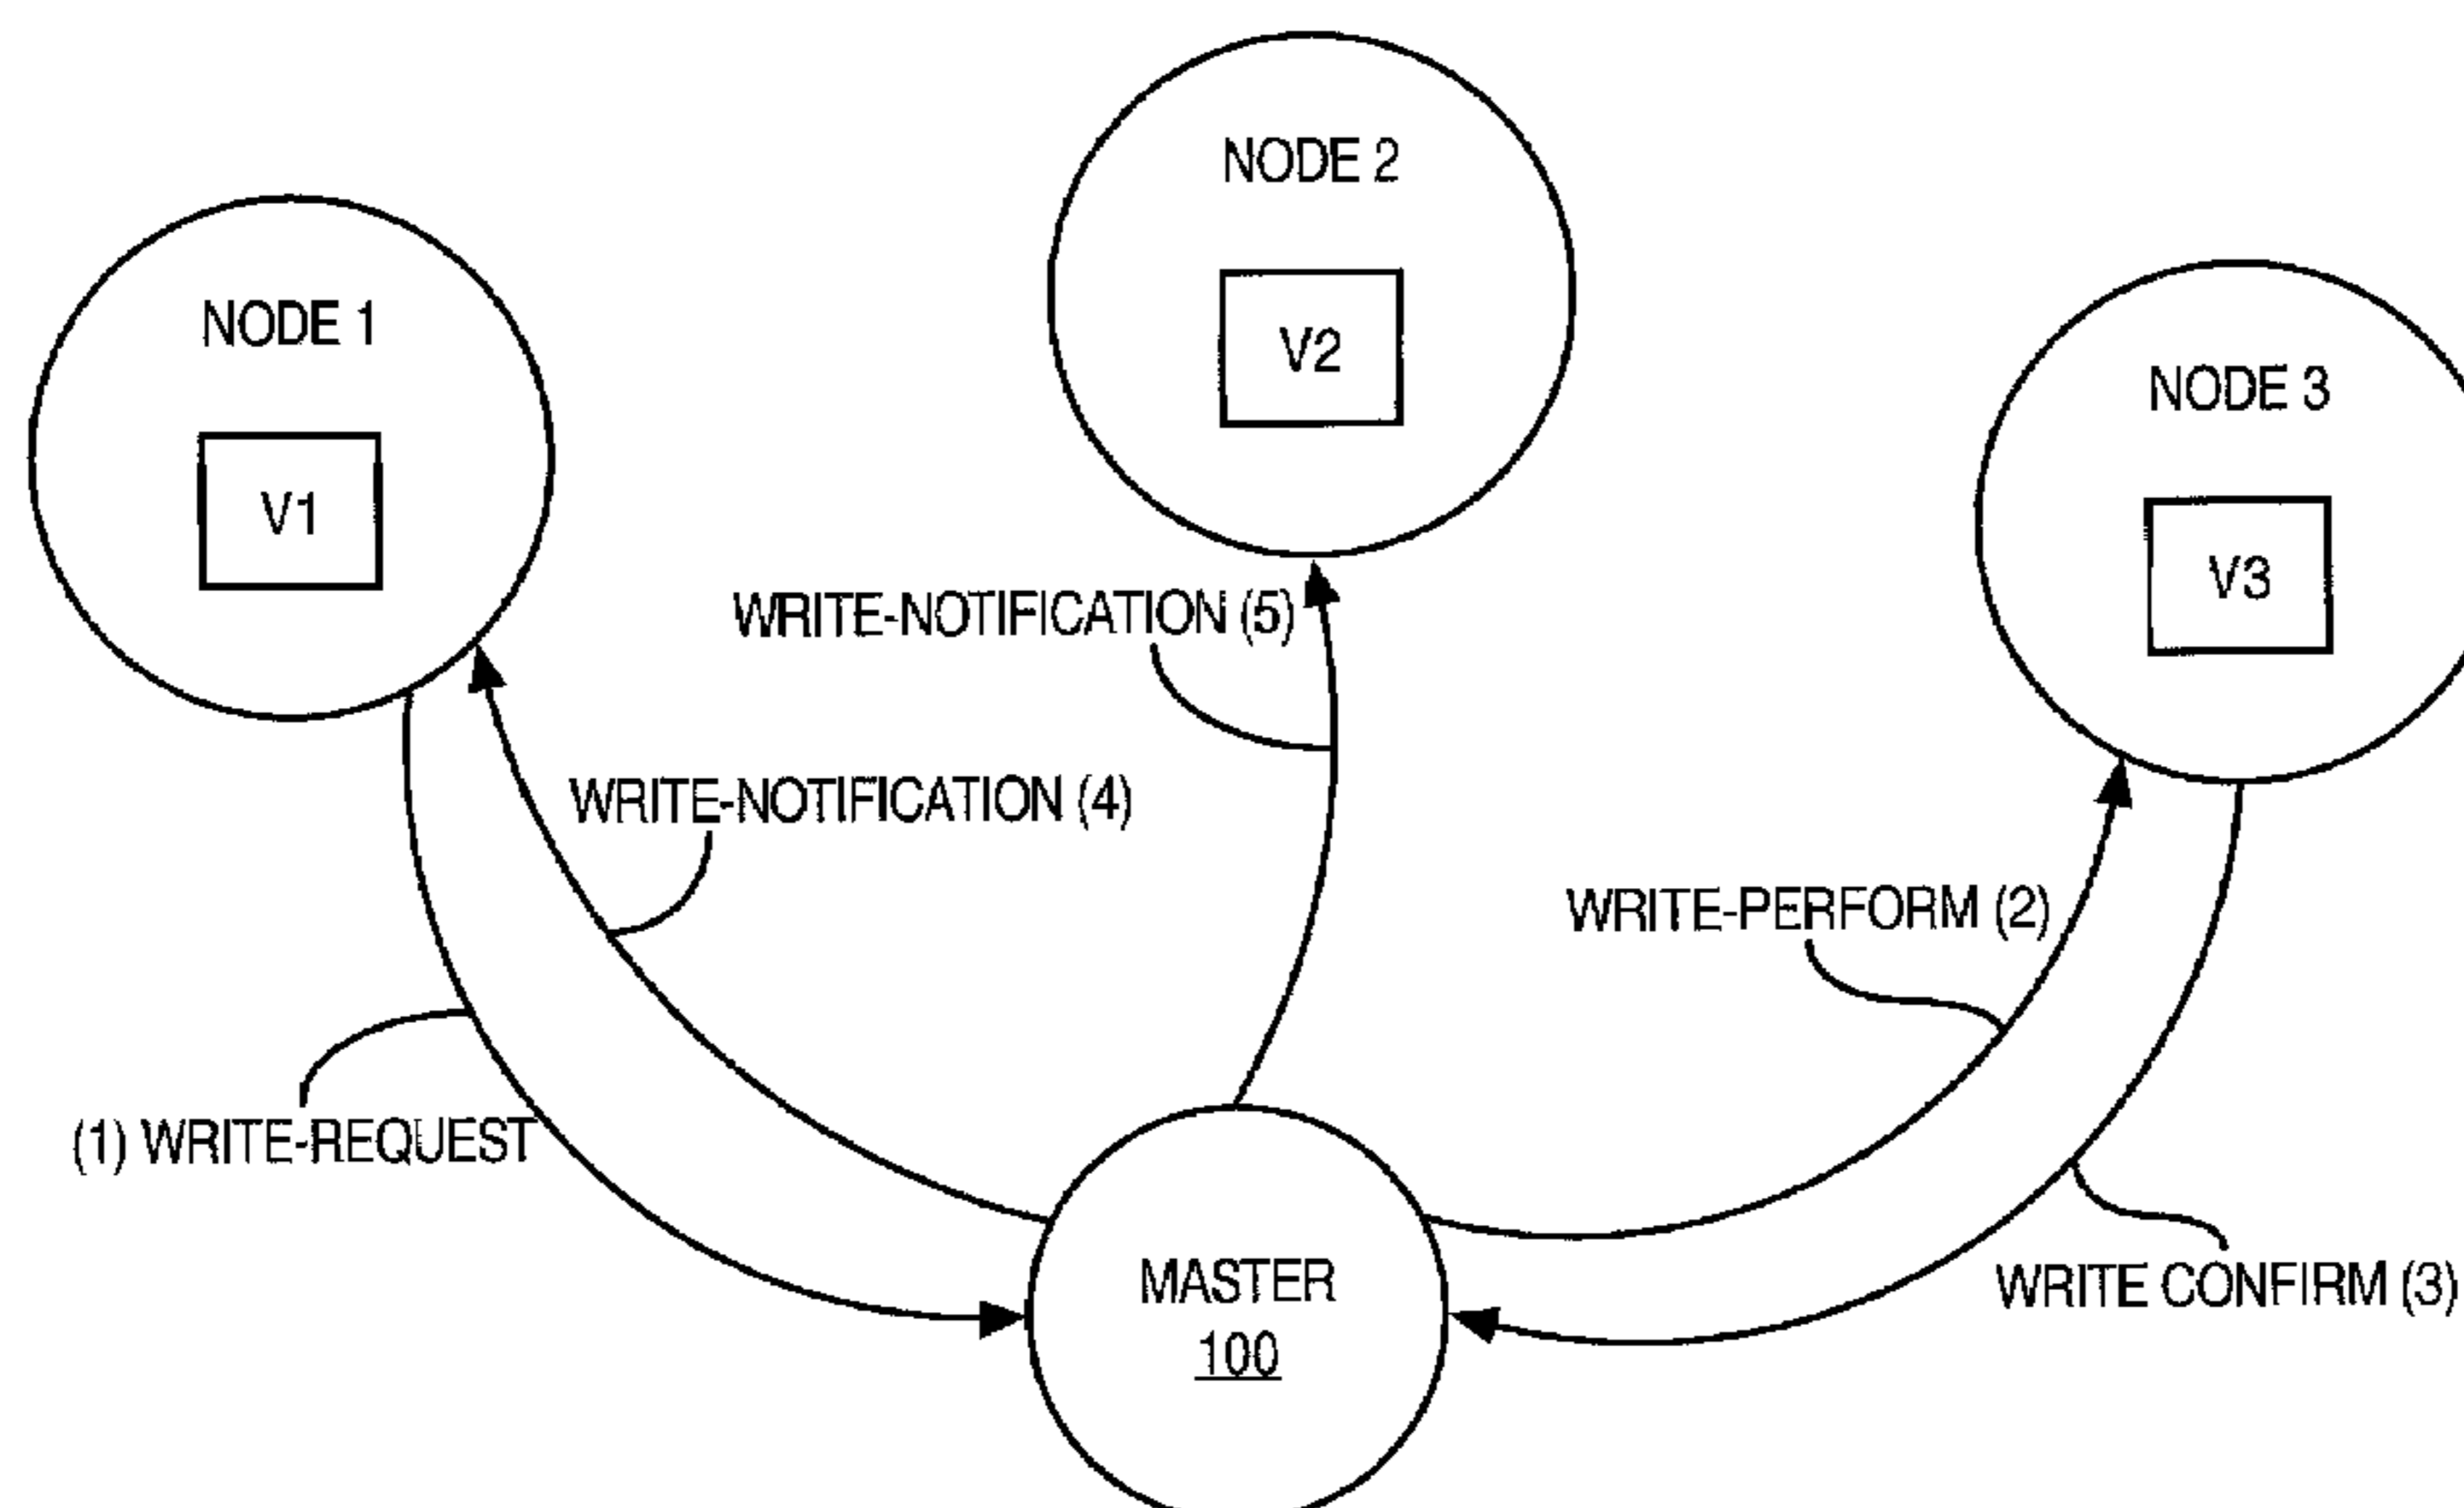 NODE 2
NODE 1
V2
NODE 3
V1
V3
WRITE-NOTIFICATION (5)
WRITE-NOTIFICATION (4)
WRITE-PERFORM (2)
(1) WRITE-REQUEST
MASTER
100
WRITE CONFIRM (3)